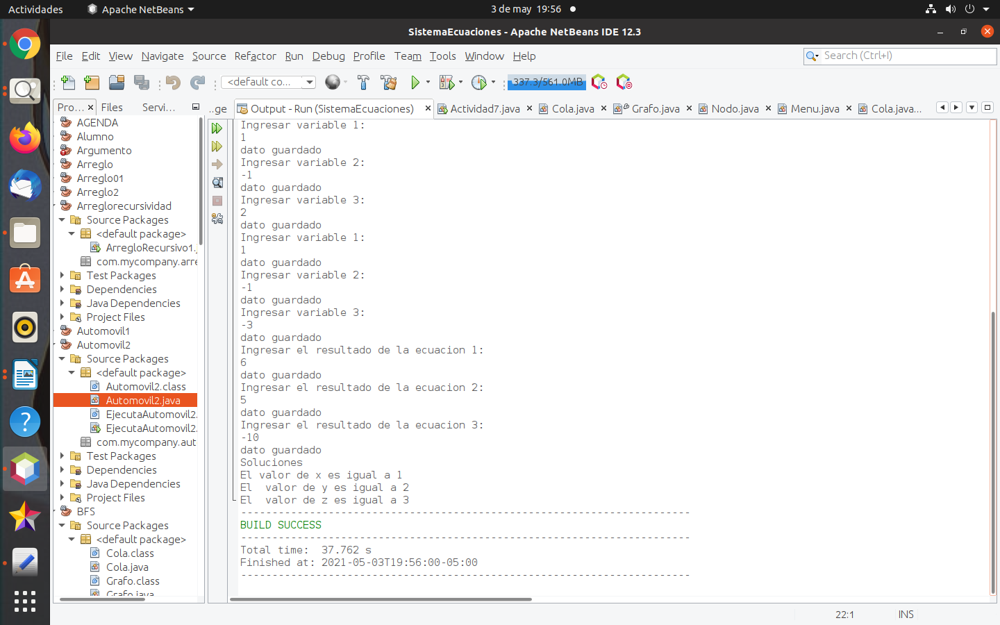 Actividades
Apache NetBeans
3 de may 19:56
SistemaEcuaciones - Apache NetBeans IDE 12.3
File Edit View Navigate Source Refactor Run Debug Profile Team Tools Window Help
Search (Ctrl+I)
<default co...
337.3/561.0MB
Pro... Files Servi...
..ge Output - Run (SistemaEcuaciones) Actividad7.java Cola.java Grafo.java Nodo.java Menu.java Cola.java...
AGENDA
Alumno
Argumento
Arreglo
Arreglo01
Arreglo2
Arreglorecursividad
Source Packages
<default package>
ArregloRecursivo1.j
com.mycompany.arre
Test Packages
Dependencies
Java Dependencies
Project Files
Automovil1
Automovil2
Source Packages
<default package>
Automovil2.class
Automovil2.java
EjecutaAutomovil2.
EjecutaAutomovil2.
com.mycompany.aut
Test Packages
Dependencies
Java Dependencies
Project Files
BFS
Source Packages
<default package>
Cola.class
Cola.java
Grafo.class
Grafo.java
Ingresar variable 1:
1
dato guardado
Ingresar variable 2:
-1
dato guardado
Ingresar variable 3:
2
dato guardado
Ingresar variable 1:
1
dato guardado
Ingresar variable 2:
-1
dato guardado
Ingresar variable 3:
-3
dato guardado
Ingresar el resultado de la ecuacion 1:
6
dato guardado
Ingresar el resultado de la ecuacion 2:
5
dato guardado
Ingresar el resultado de la ecuacion 3:
-10
dato guardado
Soluciones
El valor de x es igual a 1
El  valor de y es igual a 2
El  valor de z es igual a 3
------------------------------------------------------------------------
BUILD SUCCESS
------------------------------------------------------------------------
Total time:  37.762 s
Finished at: 2021-05-03T19:56:00-05:00
------------------------------------------------------------------------
22:1 INS